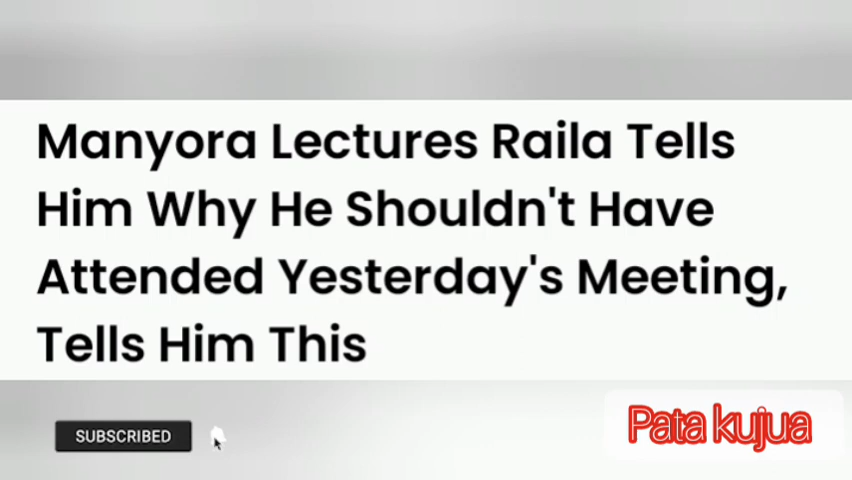 Manyora Lectures Raila Tells
Him Why He Shouldn't Have
Attended Yesterday's Meeting,
Tells Him This
SUBSCRIBED
Pata kujua